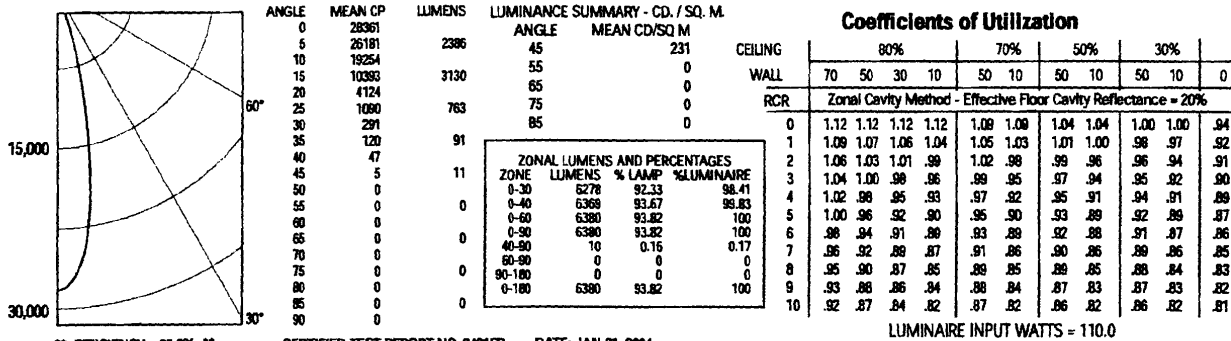 15,000
30,000
60°
30°
ANGLE MEAN CP LUMENS
0 28361
5 26181 2386
10 19254
15 10393 3130
20 4124
25 1090 763
30 291
35 120 91
40 47
45 5 11
50 0
55 0 0
60 0
65 0 0
70 0
75 0 0
80 0
85 0 0
90 0
LUMINANCE SUMMARY - CD. / SQ. M.
ANGLE MEAN CD/SQ M
45 231
55 0
65 0
75 0
85 0
ZONAL LUMENS AND PERCENTAGES
ZONE LUMENS % LAMP %LUMINAIRE
0-30 6278 92.33 98.41
0-40 6369 93.67 99.83
0-60 6380 93.82 100
0-90 6380 93.82 100
40-90 10 0.16 0.17
60-90 0 0 0
90-180 0 0 0
0-180 6380 93.82 100
Coefficients of Utilization
CEILING 80% 70% 50% 30%
WALL 70 50 30 10 50 10 50 10 50 10 0
RCR Zonal Cavity Method - Effective Floor Cavity Reflectance = 20%
0 1.12 1.12 1.12 1.12 1.09 1.09 1.04 1.04 1.00 1.00 .94
1 1.09 1.07 1.06 1.04 1.05 1.03 1.01 1.00 .98 .97 .92
2 1.06 1.03 1.01 .99 1.02 .98 .99 .96 .96 .94 .91
3 1.04 1.00 .98 .96 .99 .95 .97 .94 .95 .92 .90
4 1.02 .98 .95 .93 .97 .92 .95 .91 .94 .91 .89
5 1.00 .96 .92 .90 .95 .90 .93 .89 .92 .89 .87
6 .98 .94 .91 .89 .93 .89 .92 .88 .91 .87 .86
7 .96 .92 .89 .87 .91 .86 .90 .86 .89 .86 .85
8 .95 .90 .87 .85 .89 .85 .89 .85 .88 .84 .83
9 .93 .88 .86 .84 .88 .84 .87 .83 .87 .83 .82
10 .92 .87 .84 .82 .87 .82 .86 .82 .86 .82 .81
LUMINAIRE INPUT WATTS = 110.0